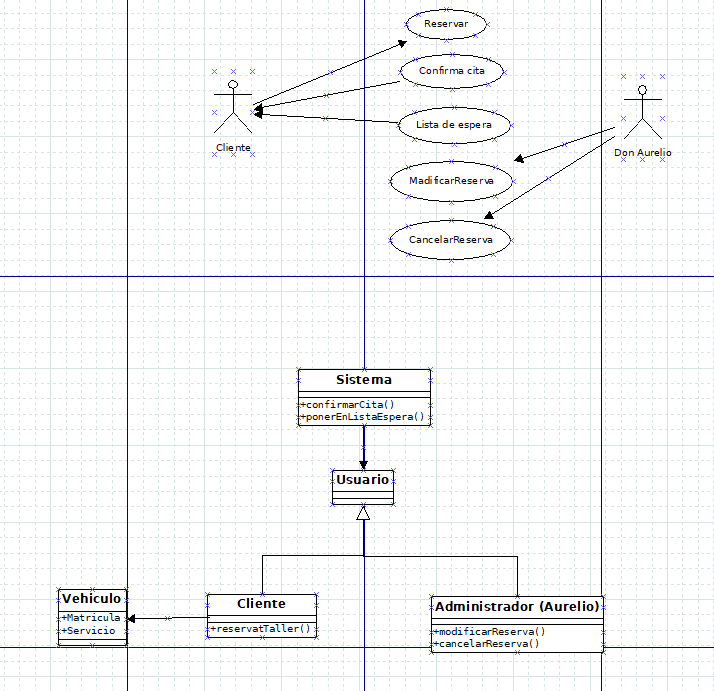 Reservar
Confirma cita
Lista de espera
MadificarReserva
CancelarReserva
Cliente
Don Aurelio
Sistema
+confirmarCita()
+ponerEnListaEspera()
Usuario
Vehiculo
+Matricula
+Servicio
Cliente
+reservatTaller()
Administrador (Aurelio)
+modificarReserva()
+cancelarReserva()